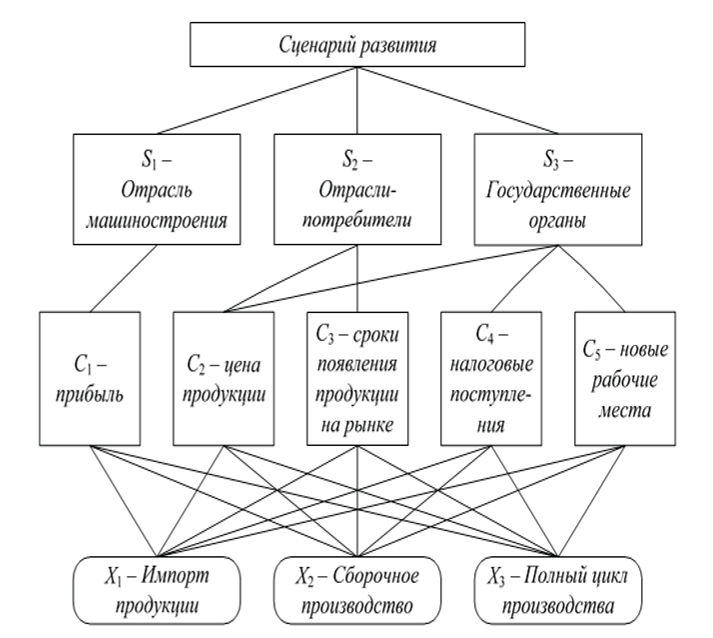 Сценарий развития
S1 –
Отрасль
машиностроения
S2 –
Отрасли-
потребители
S3 –
Государственные
органы
C1 –
прибыль
C2 – цена
продукции
C3 – сроки
появления
продукции
на рынке
C4 –
налоговые
поступле-
ния
C5 – новые
рабочие
места
X1 – Импорт
продукции
X2 – Сборочное
производство
X3 – Полный цикл
производства